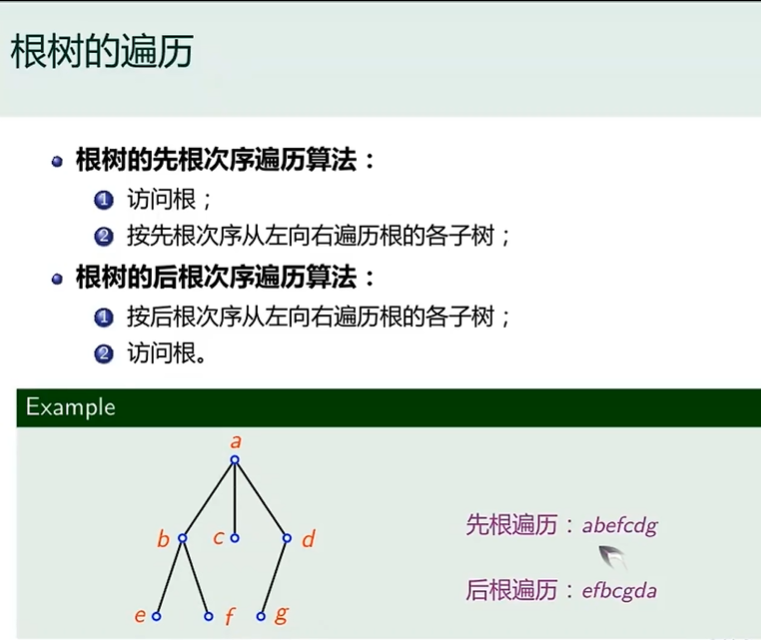 根树的遍历
根树的先根次序遍历算法：
1 访问根；
2 按先根次序从左向右遍历根的各子树；
根树的后根次序遍历算法：
1 按后根次序从左向右遍历根的各子树；
2 访问根。
Example
a
b c d
e f g
先根遍历：abefcdg
后根遍历：efbcgda